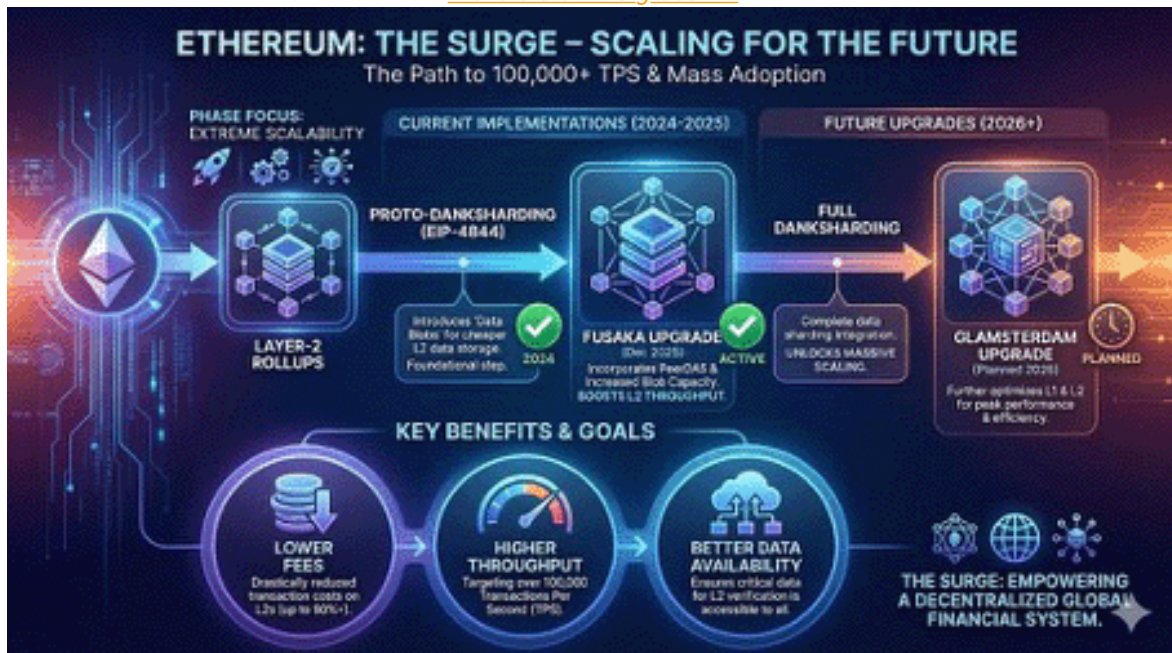 ETHEREUM: THE SURGE – SCALING FOR THE FUTURE
The Path to 100,000+ TPS & Mass Adoption
PHASE FOCUS:
EXTREME SCALABILITY
CURRENT IMPLEMENTATIONS (2024-2025)
FUTURE UPGRADES (2026+)
LAYER-2
ROLLUPS
PROTO-DANKSHARDING
(EIP-4844)
Introduces 'Data
Blobs' for cheaper
L2 data storage.
Foundational step.
2024
FUSAKA UPGRADE
(Dec 2025)
Incorporates PeerDAS &
Increased Blob Capacity.
BOOSTS L2 THROUGHPUT
ACTIVE
FULL
DANKSHARDING
Complete data
sharding integration.
UNLOCKS MASSIVE
SCALING.
GLAMSTERDAM
UPGRADE
(Planned 2026)
Further optimizes L1 & L2
for peak performance
& efficiency.
PLANNED
KEY BENEFITS & GOALS
LOWER
FEES
Drastically reduced
transaction costs on
L2s (up to 90%+).
HIGHER
THROUGHPUT
Targeting over 100,000
Transactions Per
Second (TPS).
BETTER DATA
AVAILABILITY
Ensures critical data
for L2 verification is
accessible to all.
THE SURGE: EMPOWERING
A DECENTRALIZED GLOBAL
FINANCIAL SYSTEM.